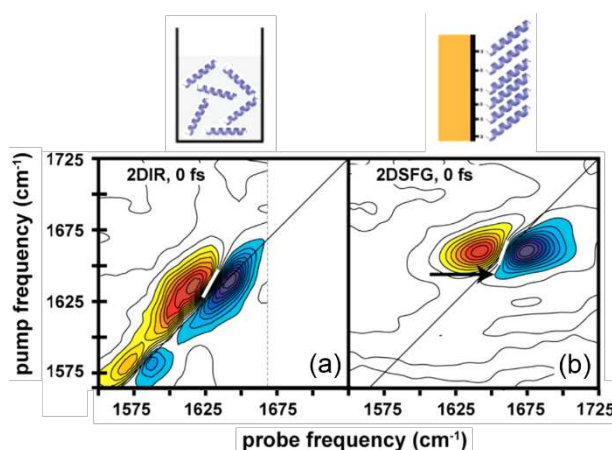 2DIR, 0 fs
2DSFG, 0 fs
1725
1675
1625
1575
pump frequency (cm⁻¹)
(a)
(b)
1575
1625
1675
1625
1675
1725
1575
probe frequency (cm⁻¹)